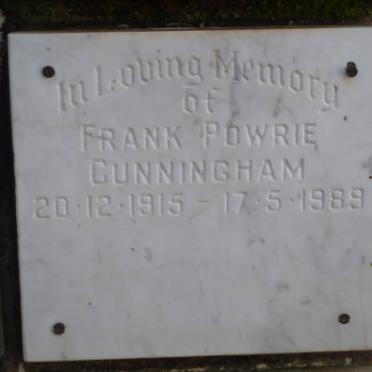 In Loving Memory
of
FRANK POWRIE
CUNNINGHAM
20·12·1915 - 17·5·1989